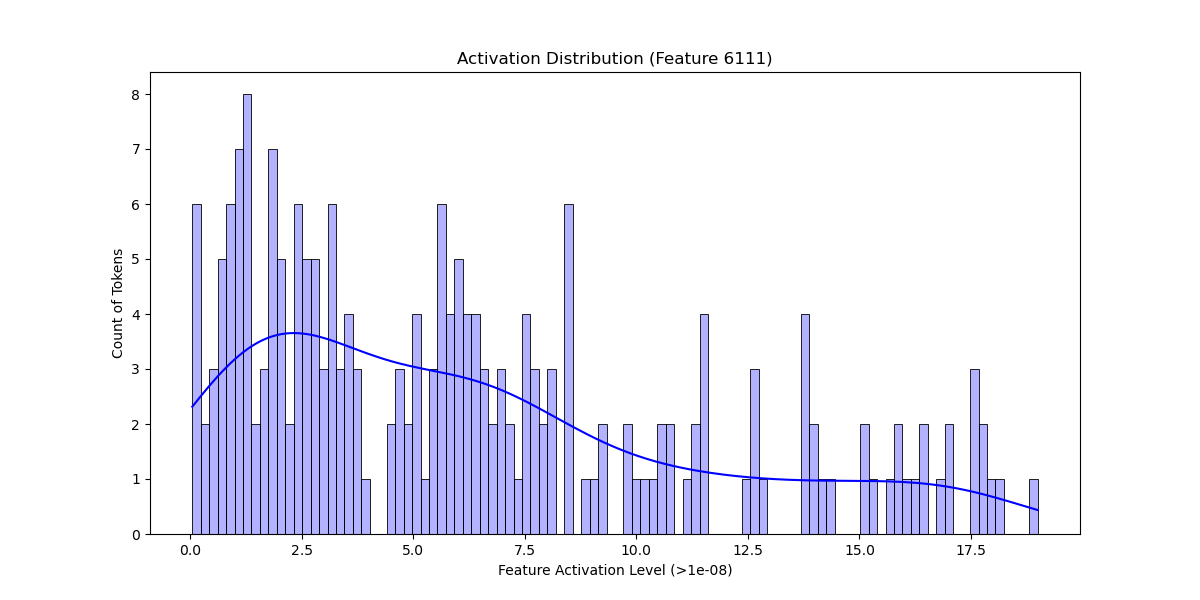 Activation Distribution (Feature 6111)
8
7
6
5
4
3
2
1
0
Count of Tokens
0.0 2.5 5.0 7.5 10.0 12.5 15.0 17.5
Feature Activation Level (>1e-08)